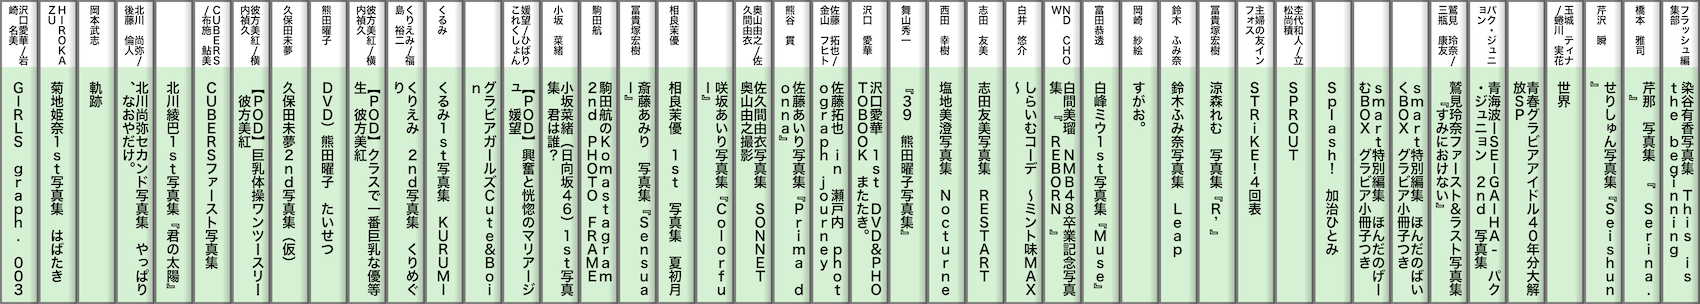 フラッシュ編
集部
染谷有香写真集 This is
the beginning
橋本 雅司
芹那 写真集 『 Serina.
』
芹沢 瞬
せりしゅん写真集『Seishun
』
玉城 ティナ
/蜷川 実花
世界
青春グラビアアイドル40年分大解
放SP
パク・ジュニ
ョン
青海波ーSEIGAIHA- パク
・ジュニョン 2nd 写真集
鷲見 玲奈/
三瓶 康友
鷲見玲奈ファースト&ラスト写真集
『すみにおけない』
smart特別編集 ほんだのばい
くBOX グラビア小冊子つき
smart特別編集 ほんだのげー
むBOX グラビア小冊子つき
Splash! 加治ひとみ
杢代和人/立
松尚積
SPROUT
主婦の友イン
フォス
STRiKE!4回表
冨貴塚宏樹
涼森れむ 写真集『R’』
鈴木 ふみ奈
鈴木ふみ奈写真集 Leap
岡崎 紗絵
すがお。
富田恭透
白峰ミウ1st写真集『Muse』
ND CHO
W
白間美瑠 NMB48卒業記念写真
集 『 REBORN 』
白井 悠介
しらいむコーデ ~ミント味MAX
~
志田 友美
志田友美写真集 RESTART
西田 幸樹
塩地美澄写真集 Nocturne
舞山秀一
『39 熊田曜子写真集』
沢口 愛華
沢口愛華 1st DVD&PHO
TOBOOK またたき。
佐藤 拓也/
金山 フヒト
佐藤拓也 in 瀬戸内 phot
ograph journey
熊谷 貫
佐藤あいり写真集『Prima d
onna』
奥山由之/佐
久間由衣
佐久間由衣写真集 SONNET
奥山由之撮影
咲坂あいり写真集『Colorfu
l』
相良茉優
相良茉優 1st 写真集 夏初月
冨貴塚宏樹
斎藤あみり 写真集『Sensua
l』
駒田航
駒田航のKomastagram
2nd PHOTO FRAME
小坂 菜緒
小坂菜緒(日向坂46)1st写真
集 君は誰?
媛望/ひばり
これくしょん
【POD】興奮と恍惚のマリアージ
ュ 媛望
グラビアガールズCute&Boi
n
くるみ
くるみ1st写真集 KURUMI
くりえみ/福
島 裕二
くりえみ 2nd写真集 くりめぐ
り
彼方美紅/横
内禎久
【POD】クラスで一番巨乳な優等
生 彼方美紅
熊田曜子
DVD)熊田曜子 たいせつ
久保田未夢
久保田未夢2nd写真集(仮)
彼方美紅/横
内禎久
【POD】巨乳体操ワンツースリー
彼方美紅
CUBERS
/布施 鮎美
CUBERSファースト写真集
北川綾巴1st写真集『君の太陽』
北川 尚弥/
後藤 倫人
北川尚弥セカンド写真集 やっぱり
、なおやだけ。
岡本武志
軌跡
HIROKA
ZU
菊地姫奈1st写真集 はばたき
沢口愛華/岩
崎 名美
GIRLS graph. 003